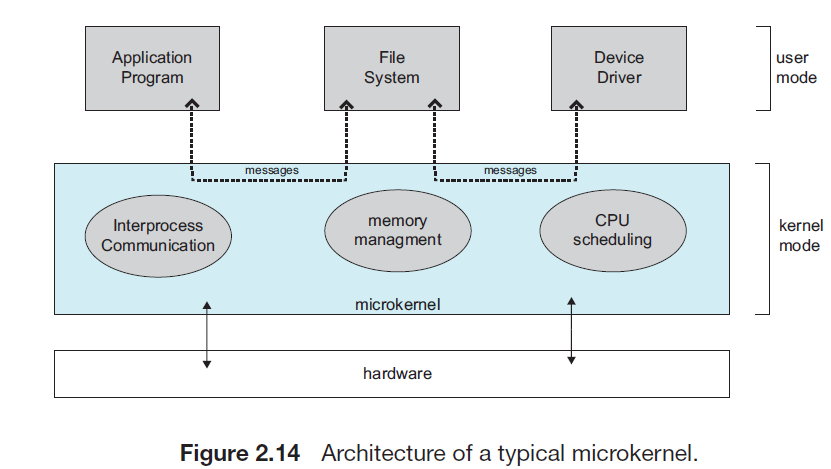 Application
Program
File
System
Device
Driver
user
mode
messages
messages
Interprocess
Communication
memory
managment
CPU
scheduling
kernel
mode
microkernel
hardware
Figure 2.14 Architecture of a typical microkernel.